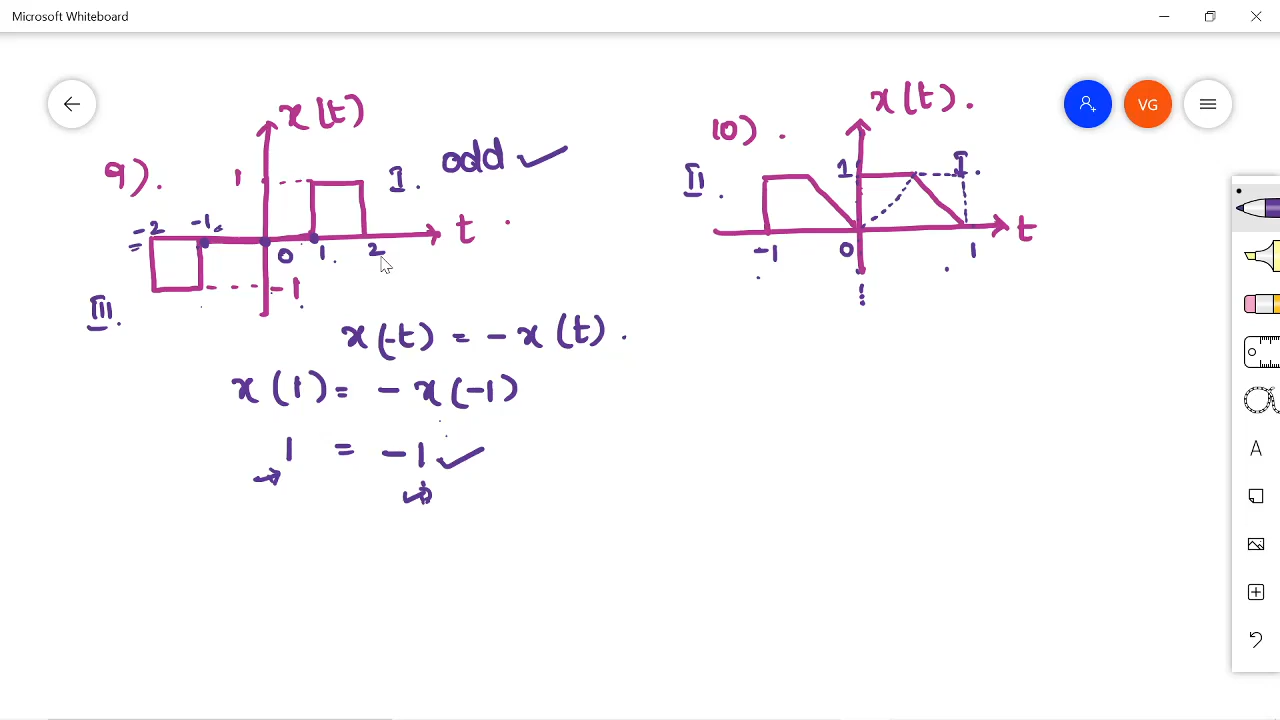 Microsoft Whiteboard
VG
9).
x(t)
odd ✓
I.
1
t
-2
-1
0
1
2
-1
III.
x(-t) = - x(t).
x(1) = - x(-1)
1 = -1 ✓
10).
x(t).
II.
1
I.
t
-1
0
1
A